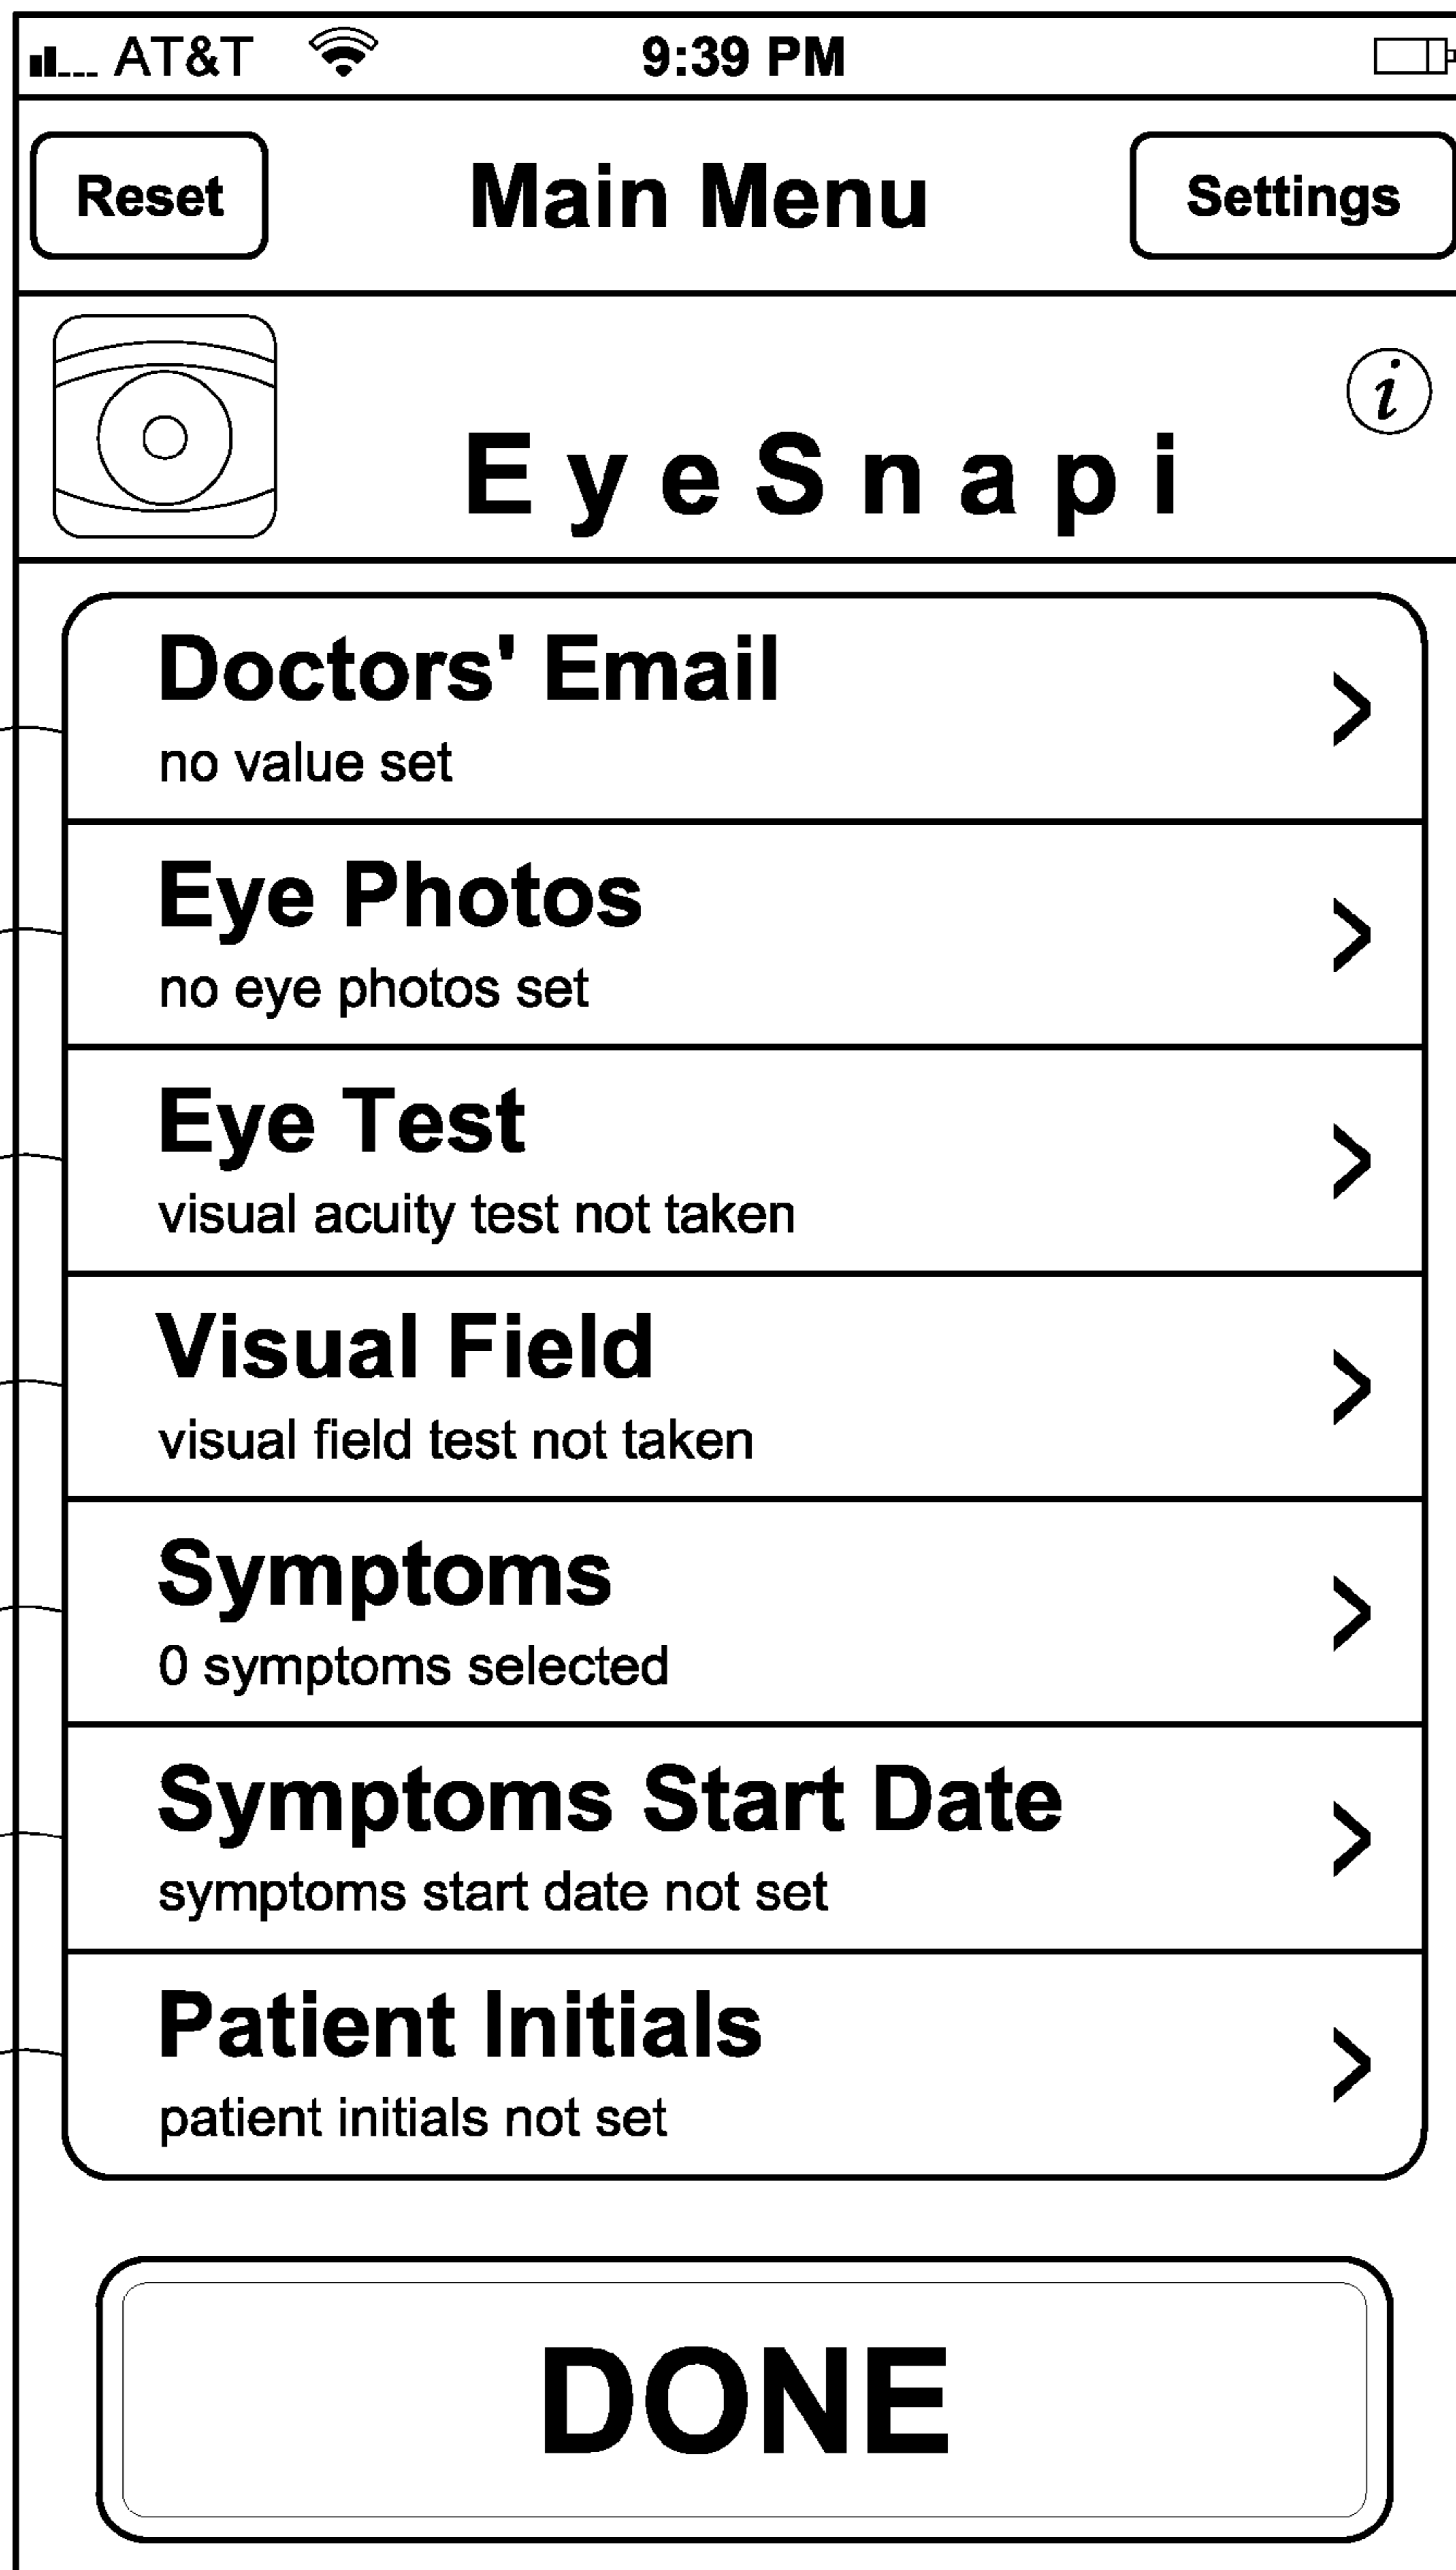 AT&T 9:39 PM
Reset Main Menu Settings
EyeSnapi
i
Doctors' Email
no value set
Eye Photos
no eye photos set
Eye Test
visual acuity test not taken
Visual Field
visual field test not taken
Symptoms
0 symptoms selected
Symptoms Start Date
symptoms start date not set
Patient Initials
patient initials not set
DONE